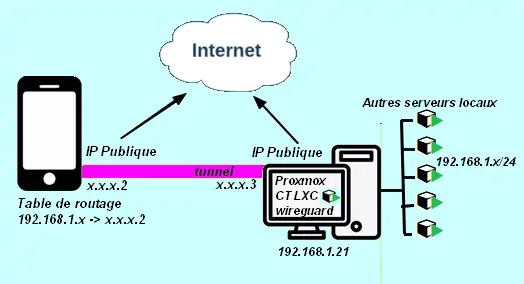 Internet
Autres serveurs locaux
IP Publique
IP Publique
tunnel
192.168.1.x/24
x.x.x.2
x.x.x.3
Proxmox
CT LXC
wireguard
Table de routage
192.168.1.x -> x.x.x.2
192.168.1.21